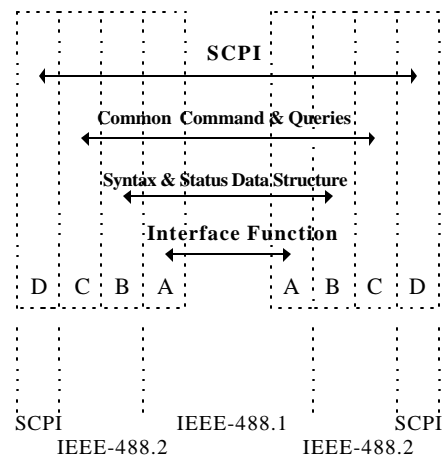 SCPI
Common Command & Queries
Syntax & Status Data Structure
Interface Function
D C B A A B C D
SCPI IEEE-488.1 SCPI
IEEE-488.2 IEEE-488.2